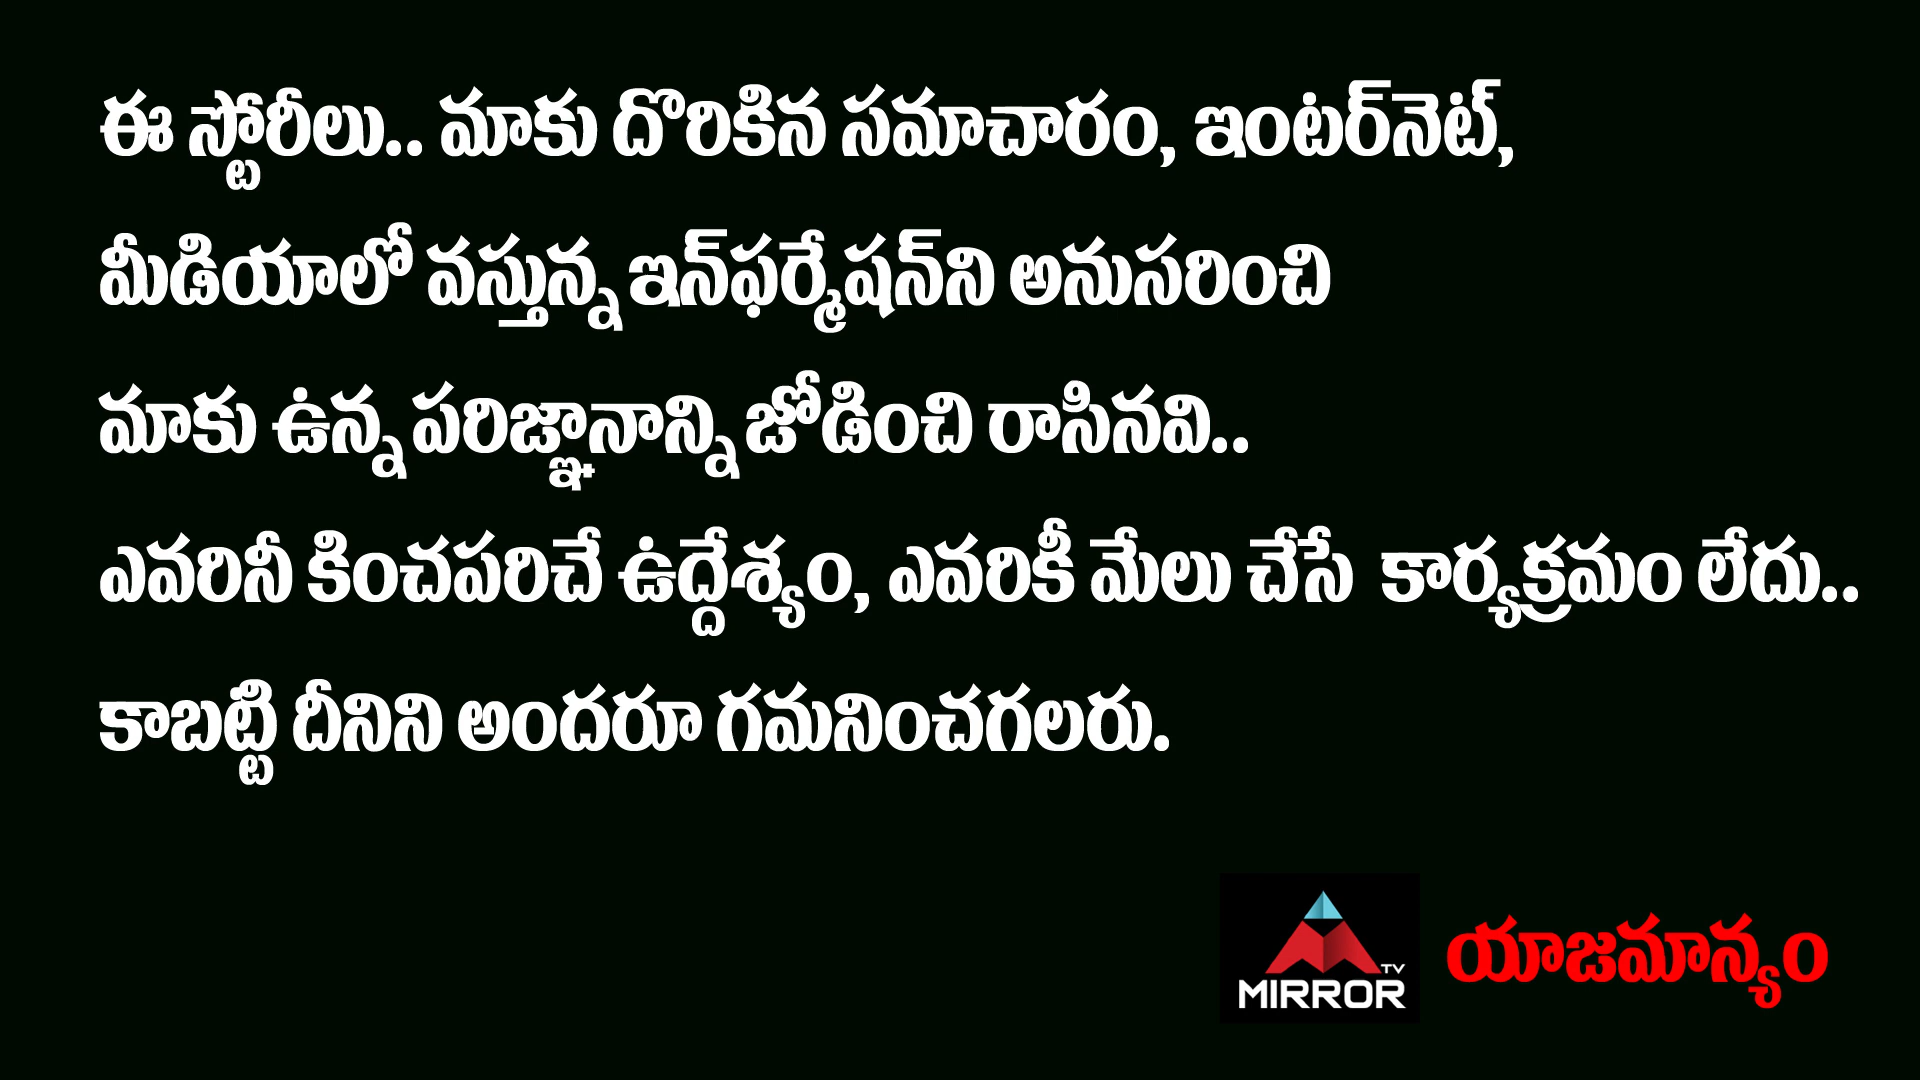 ఈ స్టోరీలు.. మాకు దొరికిన సమాచారం, ఇంటర్‌నెట్,
మీడియాలో వస్తున్న ఇన్‌ఫర్మేషన్‌ని అనుసరించి
మాకు ఉన్న పరిజ్ఞానాన్ని జోడించి రాసినవి..
ఎవరినీ కించపరిచే ఉద్దేశ్యం, ఎవరికీ మేలు చేసే కార్యక్రమం లేదు..
కాబట్టి దీనిని అందరూ గమనించగలరు.
TV
MIRROR
యాజమాన్యం